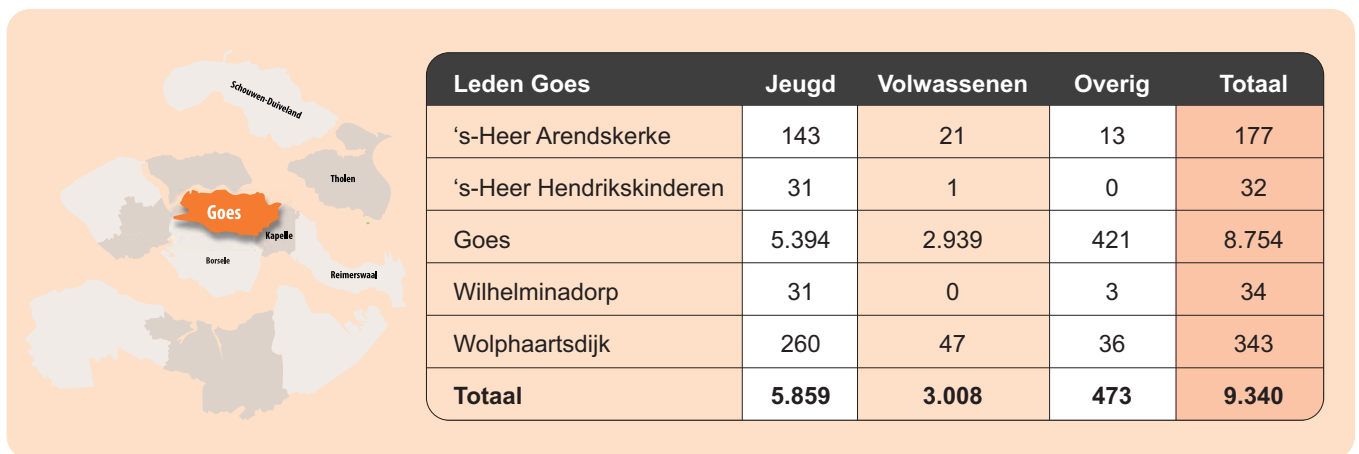 Schouwen-Duiveland
Tholen
Goes
Kapelle
Borsele
Reimerswaal
Leden Goes Jeugd Volwassenen Overig Totaal
‘s-Heer Arendskerke 143 21 13 177
‘s-Heer Hendrikskinderen 31 1 0 32
Goes 5.394 2.939 421 8.754
Wilhelminadorp 31 0 3 34
Wolphaartsdijk 260 47 36 343
Totaal 5.859 3.008 473 9.340